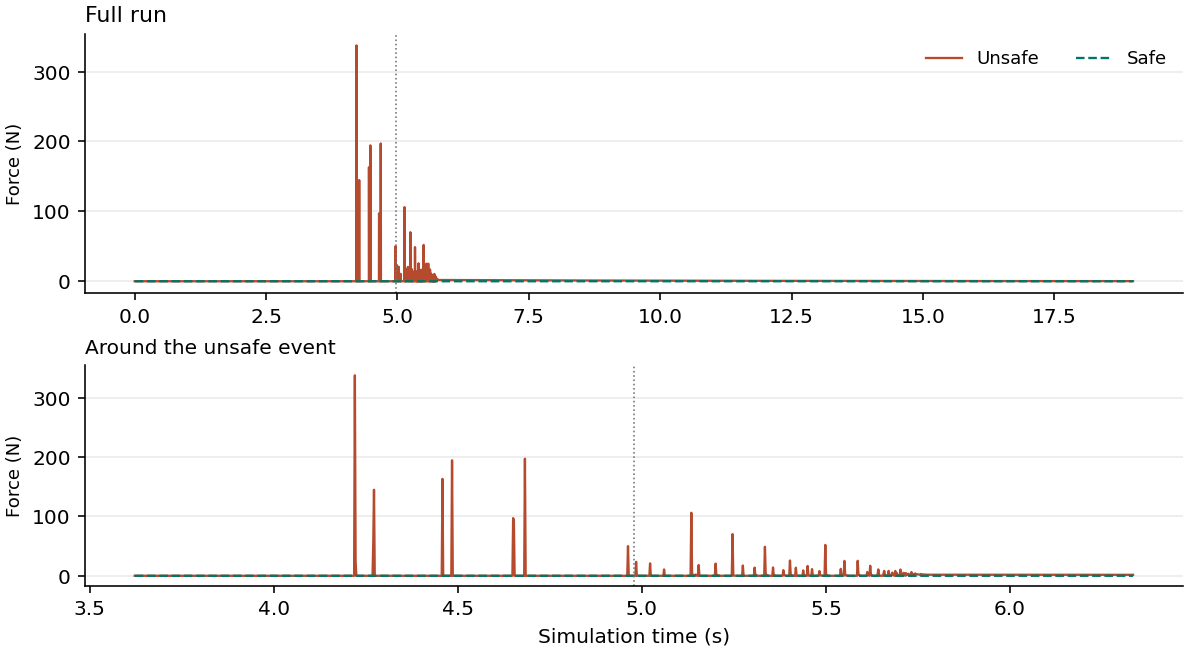 Full run
Unsafe
Safe
Force (N)
300
200
100
0
0.0 2.5 5.0 7.5 10.0 12.5 15.0 17.5
Around the unsafe event
Force (N)
300
200
100
0
3.5 4.0 4.5 5.0 5.5 6.0
Simulation time (s)